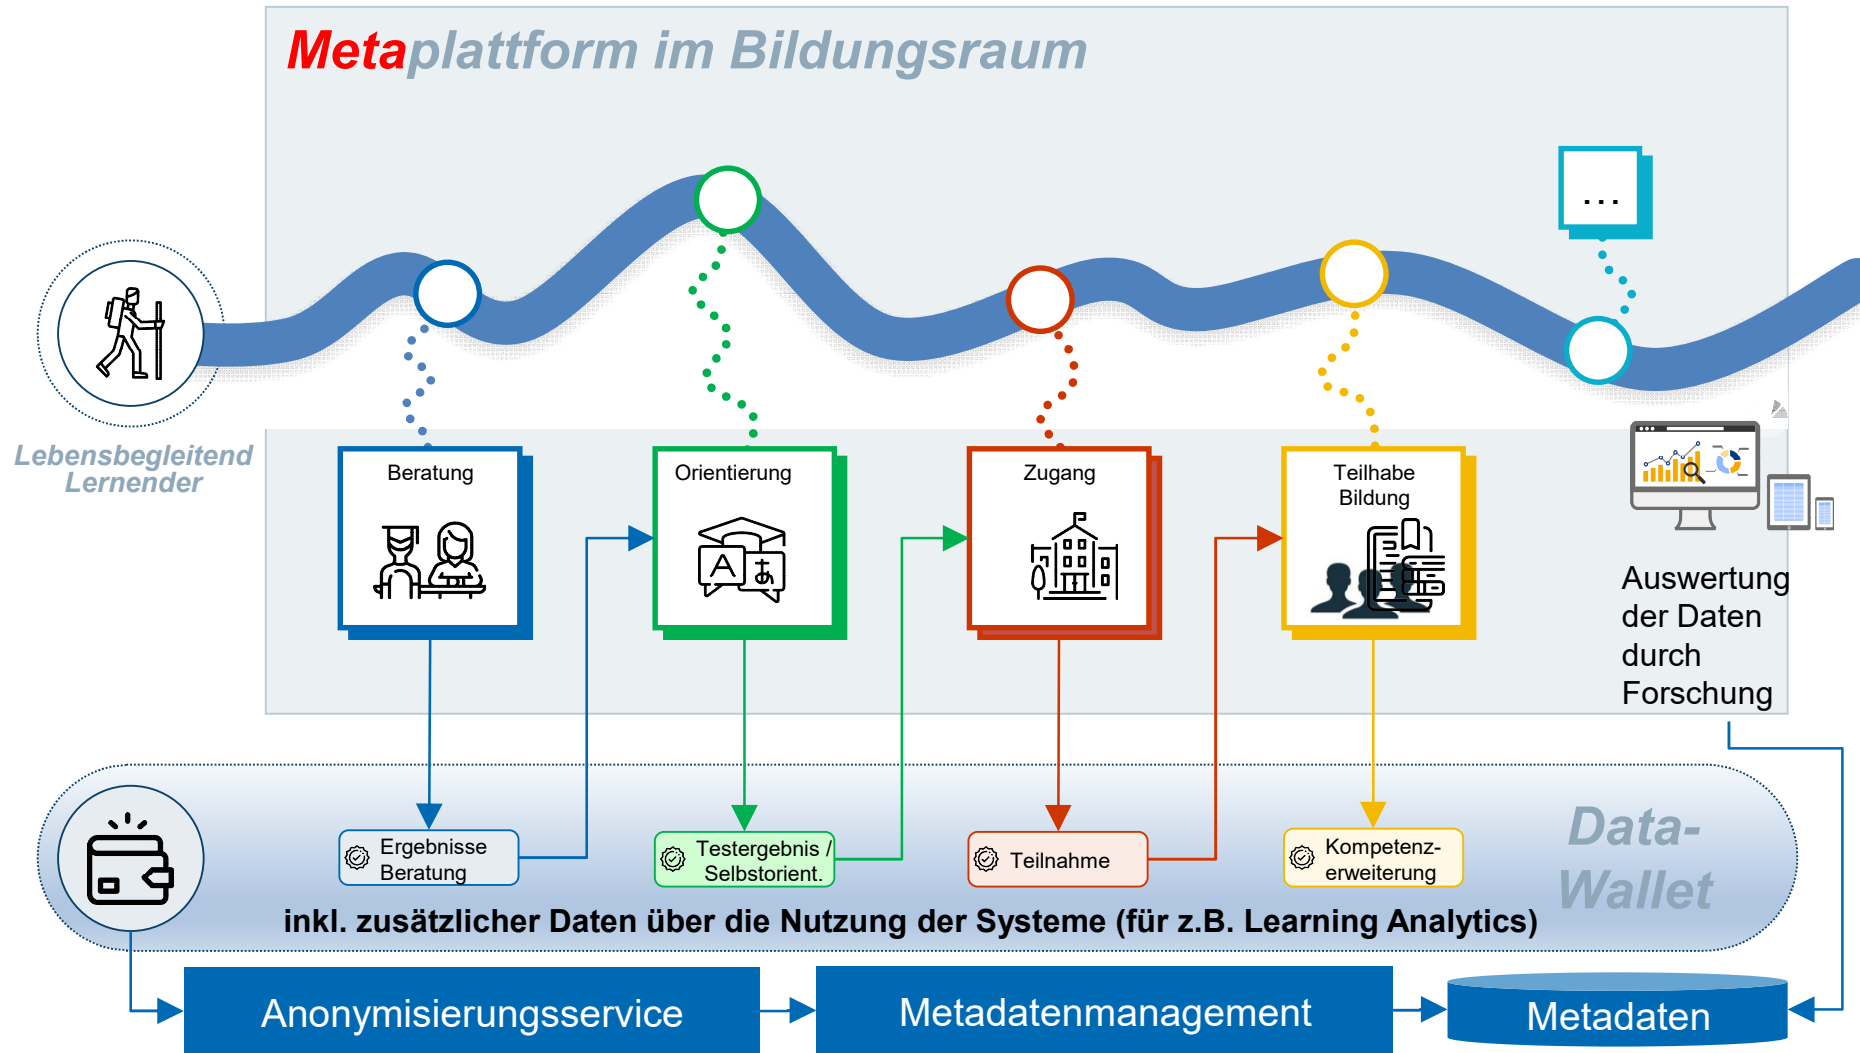 Metaplattform im Bildungsraum
...
Lebensbegleitend
Lernender
Beratung
Orientierung
Zugang
Teilhabe
Bildung
A
あ
Auswertung
der Daten
durch
Forschung
Ergebnisse
Beratung
Testergebnis /
Selbstorient.
Teilnahme
Kompetenz-
erweiterung
Data-
Wallet
inkl. zusätzlicher Daten über die Nutzung der Systeme (für z.B. Learning Analytics)
Anonymisierungsservice
Metadatenmanagement
Metadaten